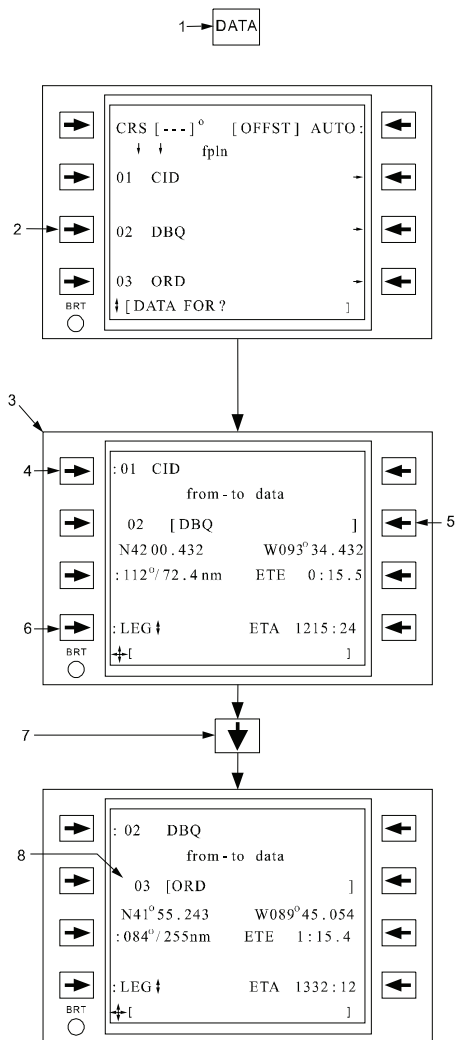 1 DATA
CRS [---]° [OFFST] AUTO:
↓ ↓ fpln
01 CID
2
02 DBQ
03 ORD
BRT
[DATA FOR? ]
3
4
:01 CID
from-to data
5
02 [DBQ ]
N42 00.432 W093°34.432
:112°/72.4nm ETE 0:15.5
6
:LEG ETA 1215:24
BRT
[ ]
7
: 02 DBQ
from-to data
8
03 [ORD ]
N41°55.243 W089°45.054
:084°/255nm ETE 1:15.4
:LEG ETA 1332:12
BRT
[ ]